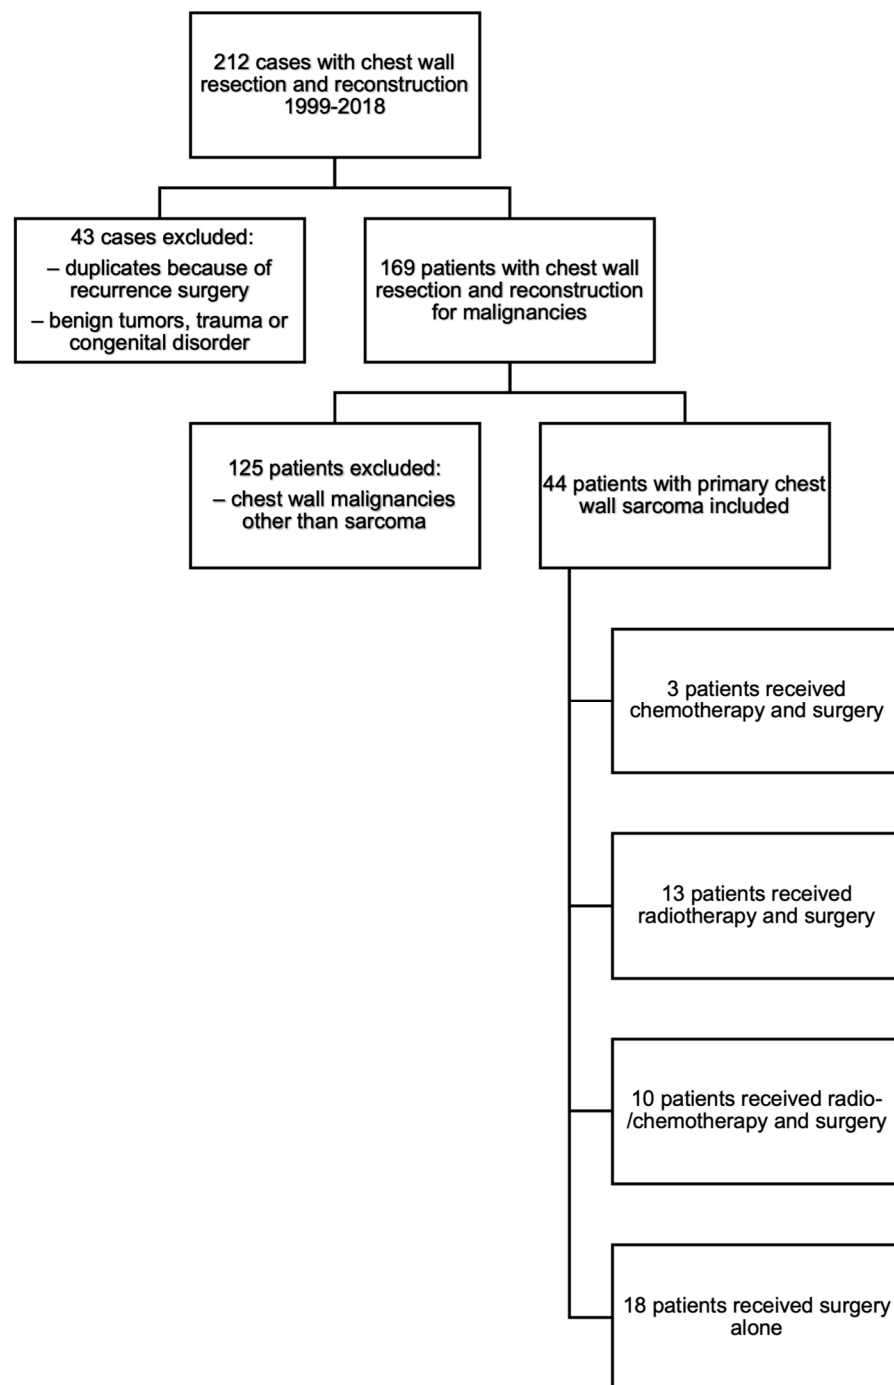 212 cases with chest wall
resection and reconstruction
1999-2018
43 cases excluded:
– duplicates because of
recurrence surgery
– benign tumors, trauma or
congenital disorder
169 patients with chest wall
resection and reconstruction
for malignancies
125 patients excluded:
– chest wall malignancies
other than sarcoma
44 patients with primary chest
wall sarcoma included
3 patients received
chemotherapy and surgery
13 patients received
radiotherapy and surgery
10 patients received radio-
/chemotherapy and surgery
18 patients received surgery
alone